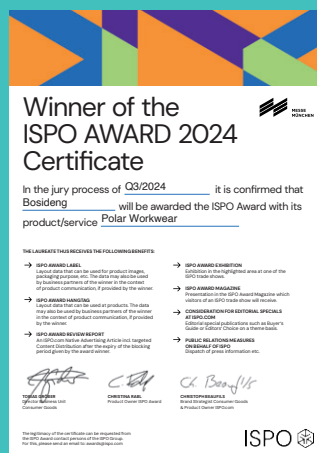 Winner of the
ISPO AWARD 2024
Certificate
MESSE
MÜNCHEN
In the jury process of Q3/2024 it is confirmed that
Bosideng will be awarded the ISPO Award with its
product/service Polar Workwear
THE LAUREATE THUS RECEIVES THE FOLLOWING BENEFITS:
→ ISPO AWARD LABEL
Layout data that can be used for product images,
packaging purpose, etc. The data may also be used
by business partners of the winner in the context
of product communication, if provided by the winner.
→ ISPO AWARD HANGTAG
Layout data that can be used at products. The data
may also be used by business partners of the winner
in the context of product communication, if provided
by the winner.
→ ISPO AWARD REVIEW REPORT
An ISPO.com Native Advertising Article incl. targeted
Content Distribution after the expiry of the blocking
period given by the award winner.
→ ISPO AWARD EXHIBITION
Exhibition in the highlighted area at one of the
ISPO trade shows.
→ ISPO AWARD MAGAZINE
Presentation in the ISPO Award Magazine which
visitors of an ISPO trade show will receive.
→ CONSIDERATION FOR EDITORIAL SPECIALS
AT ISPO.COM
Editorial special publications such as Buyer's
Guide or Editors' Choice on a theme basis.
→ PUBLIC RELATIONS MEASURES
ON BEHALF OF ISPO
Dispatch of press information etc.
TOBIAS GRÖBER
Director Business Unit
Consumer Goods
CHRISTINA RABL
Product Owner ISPO Award
CHRISTOPH BEAUFILS
Brand Strategist Consumer Goods
& Product Owner ISPO.com
The legitimacy of the certificate can be requested from
the ISPO Award contact persons of the ISPO Group.
For this, please send an email to: awards@ispo.com
ISPO